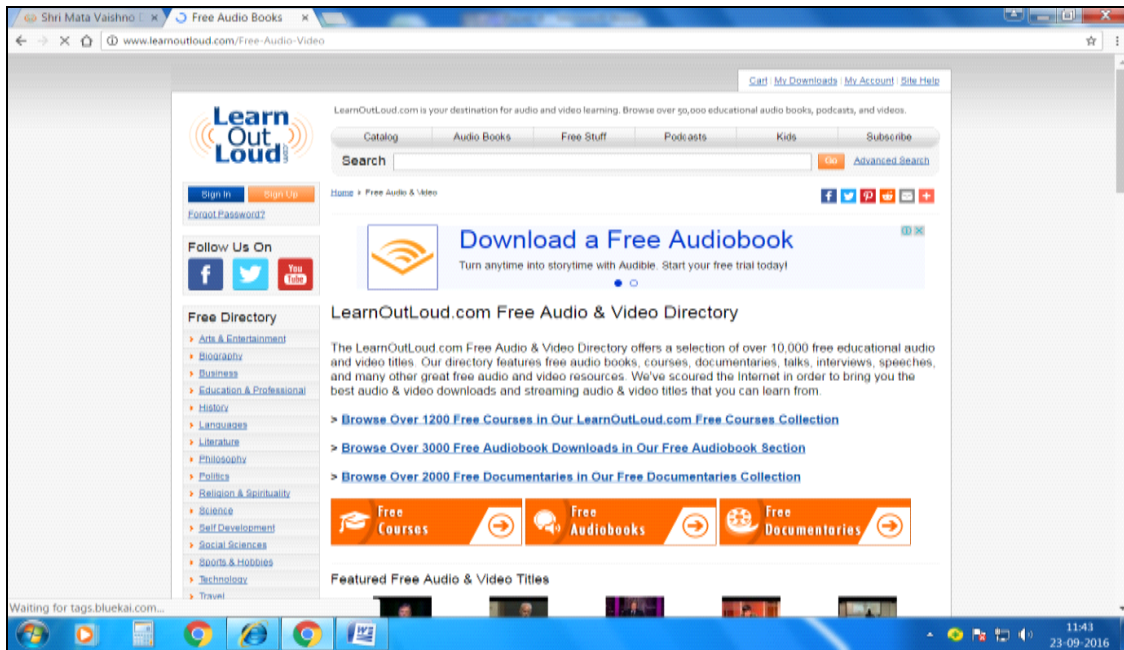 Shri Mata Vaishno D
Free Audio Books
www.learnoutloud.com/Free-Audio-Video
Cart My Downloads My Account Site Help
Learn
Out
Loud
.com
LearnOutLoud.com is your destination for audio and video learning. Browse over 50,000 educational audio books, podcasts, and videos.
Catalog Audio Books Free Stuff Podcasts Kids Subscribe
Search Go Advanced Search
Sign In Sign Up
Forgot Password?
Home > Free Audio & Video
Follow Us On
You
Tube
Download a Free Audiobook
Turn anytime into storytime with Audible. Start your free trial today!
Free Directory
Arts & Entertainment
Biography
Business
Education & Professional
History
Languages
Literature
Philosophy
Politics
Religion & Spirituality
Science
Self Development
Social Sciences
Sports & Hobbies
Technology
Travel
LearnOutLoud.com Free Audio & Video Directory
The LearnOutLoud.com Free Audio & Video Directory offers a selection of over 10,000 free educational audio
and video titles. Our directory features free audio books, courses, documentaries, talks, interviews, speeches,
and many other great free audio and video resources. We've scoured the Internet in order to bring you the
best audio & video downloads and streaming audio & video titles that you can learn from.
> Browse Over 1200 Free Courses in Our LearnOutLoud.com Free Courses Collection
> Browse Over 3000 Free Audiobook Downloads in Our Free Audiobook Section
> Browse Over 2000 Free Documentaries in Our Free Documentaries Collection
Free
Courses
Free
Audiobooks
Free
Documentaries
Featured Free Audio & Video Titles
Waiting for tags.bluekai.com...
11:43
23-09-2016